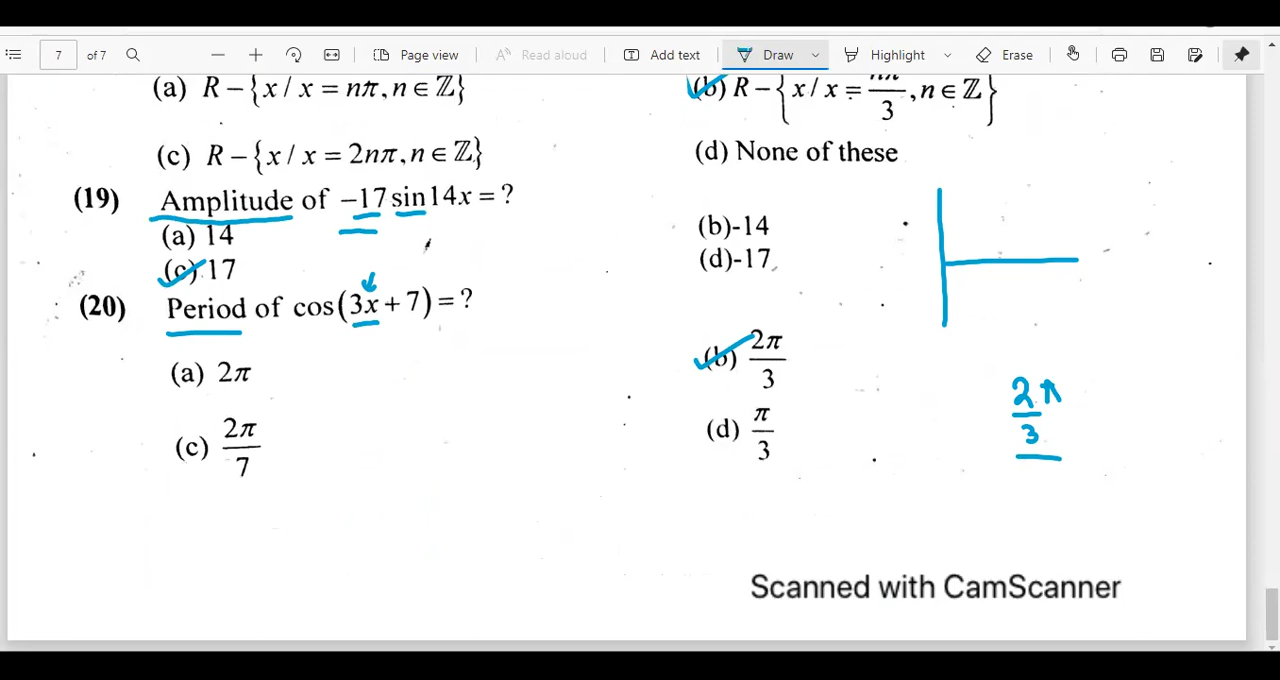 7 of 7 Page view Read aloud Add text Draw Highlight Erase
(a) R – {x / x = nπ, n ∈ ℤ} (b) R – {x / x = nπ/3, n ∈ ℤ}
(c) R – {x / x = 2nπ, n ∈ ℤ} (d) None of these
(19) Amplitude of –17 sin 14x = ?
(a) 14 (b)-14
(c) 17 (d)-17
(20) Period of cos(3x + 7) = ?
(a) 2π (b) 2π/3
2π/3
(c) 2π/7 (d) π/3
Scanned with CamScanner